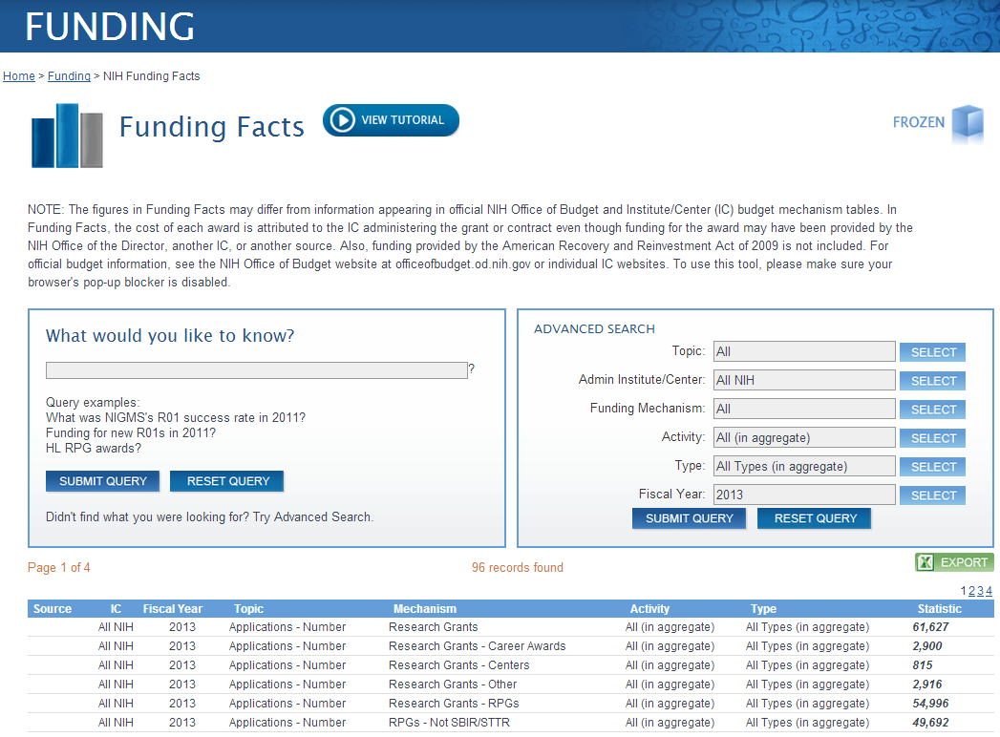 FUNDING
Home > Funding > NIH Funding Facts
Funding Facts
VIEW TUTORIAL
FROZEN
NOTE: The figures in Funding Facts may differ from information appearing in official NIH Office of Budget and Institute/Center (IC) budget mechanism tables. In
Funding Facts, the cost of each award is attributed to the IC administering the grant or contract even though funding for the award may have been provided by the
NIH Office of the Director, another IC, or another source. Also, funding provided by the American Recovery and Reinvestment Act of 2009 is not included. For
official budget information, see the NIH Office of Budget website at officeofbudget.od.nih.gov or individual IC websites. To use this tool, please make sure your
browser's pop-up blocker is disabled.
What would you like to know?
?
Query examples:
What was NIGMS's R01 success rate in 2011?
Funding for new R01s in 2011?
HL RPG awards?
SUBMIT QUERY RESET QUERY
Didn't find what you were looking for? Try Advanced Search.
ADVANCED SEARCH
Topic: All SELECT
Admin Institute/Center: All NIH SELECT
Funding Mechanism: All SELECT
Activity: All (in aggregate) SELECT
Type: All Types (in aggregate) SELECT
Fiscal Year: 2013 SELECT
SUBMIT QUERY RESET QUERY
Page 1 of 4 96 records found EXPORT
1 2 3 4
Source IC Fiscal Year Topic Mechanism Activity Type Statistic
All NIH 2013 Applications - Number Research Grants All (in aggregate) All Types (in aggregate) 61,627
All NIH 2013 Applications - Number Research Grants - Career Awards All (in aggregate) All Types (in aggregate) 2,900
All NIH 2013 Applications - Number Research Grants - Centers All (in aggregate) All Types (in aggregate) 815
All NIH 2013 Applications - Number Research Grants - Other All (in aggregate) All Types (in aggregate) 2,916
All NIH 2013 Applications - Number Research Grants - RPGs All (in aggregate) All Types (in aggregate) 54,996
All NIH 2013 Applications - Number RPGs - Not SBIR/STTR All (in aggregate) All Types (in aggregate) 49,692